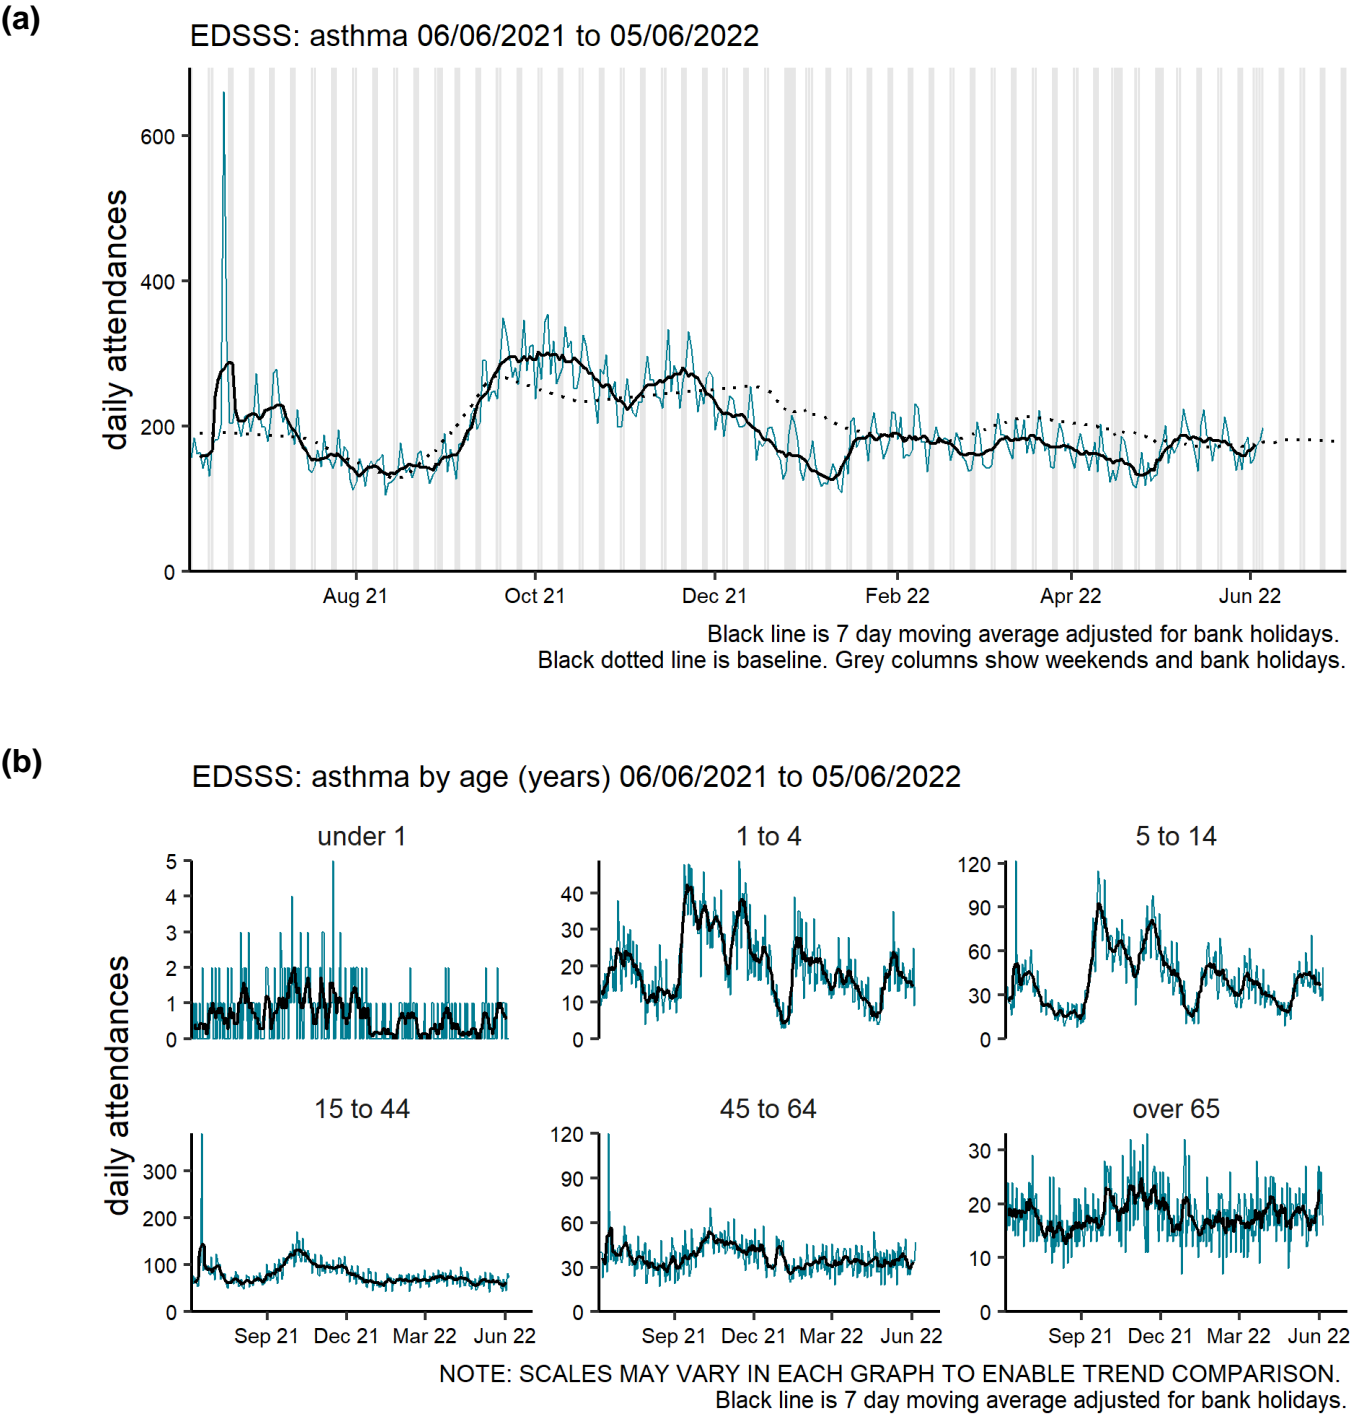 (a)
EDSSS: asthma 06/06/2021 to 05/06/2022
daily attendances
600
400
200
0
Aug 21 Oct 21 Dec 21 Feb 22 Apr 22 Jun 22
Black line is 7 day moving average adjusted for bank holidays.
Black dotted line is baseline. Grey columns show weekends and bank holidays.
(b)
EDSSS: asthma by age (years) 06/06/2021 to 05/06/2022
daily attendances
under 1
5
4
3
2
1
0
1 to 4
40
30
20
10
0
5 to 14
120
90
60
30
0
15 to 44
300
200
100
0
Sep 21 Dec 21 Mar 22 Jun 22
45 to 64
120
90
60
30
0
Sep 21 Dec 21 Mar 22 Jun 22
over 65
30
20
10
0
Sep 21 Dec 21 Mar 22 Jun 22
NOTE: SCALES MAY VARY IN EACH GRAPH TO ENABLE TREND COMPARISON.
Black line is 7 day moving average adjusted for bank holidays.